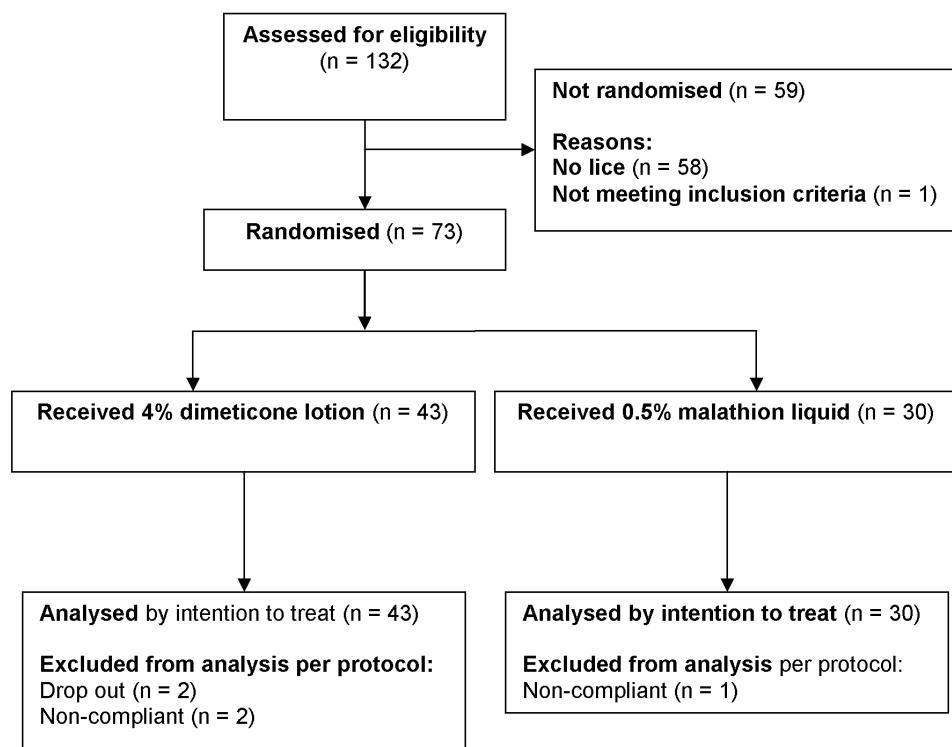 Assessed for eligibility
(n = 132)
Not randomised (n = 59)
Reasons:
No lice (n = 58)
Not meeting inclusion criteria (n = 1)
Randomised (n = 73)
Received 4% dimeticone lotion (n = 43)
Received 0.5% malathion liquid (n = 30)
Analysed by intention to treat (n = 43)
Excluded from analysis per protocol:
Drop out (n = 2)
Non-compliant (n = 2)
Analysed by intention to treat (n = 30)
Excluded from analysis per protocol:
Non-compliant (n = 1)